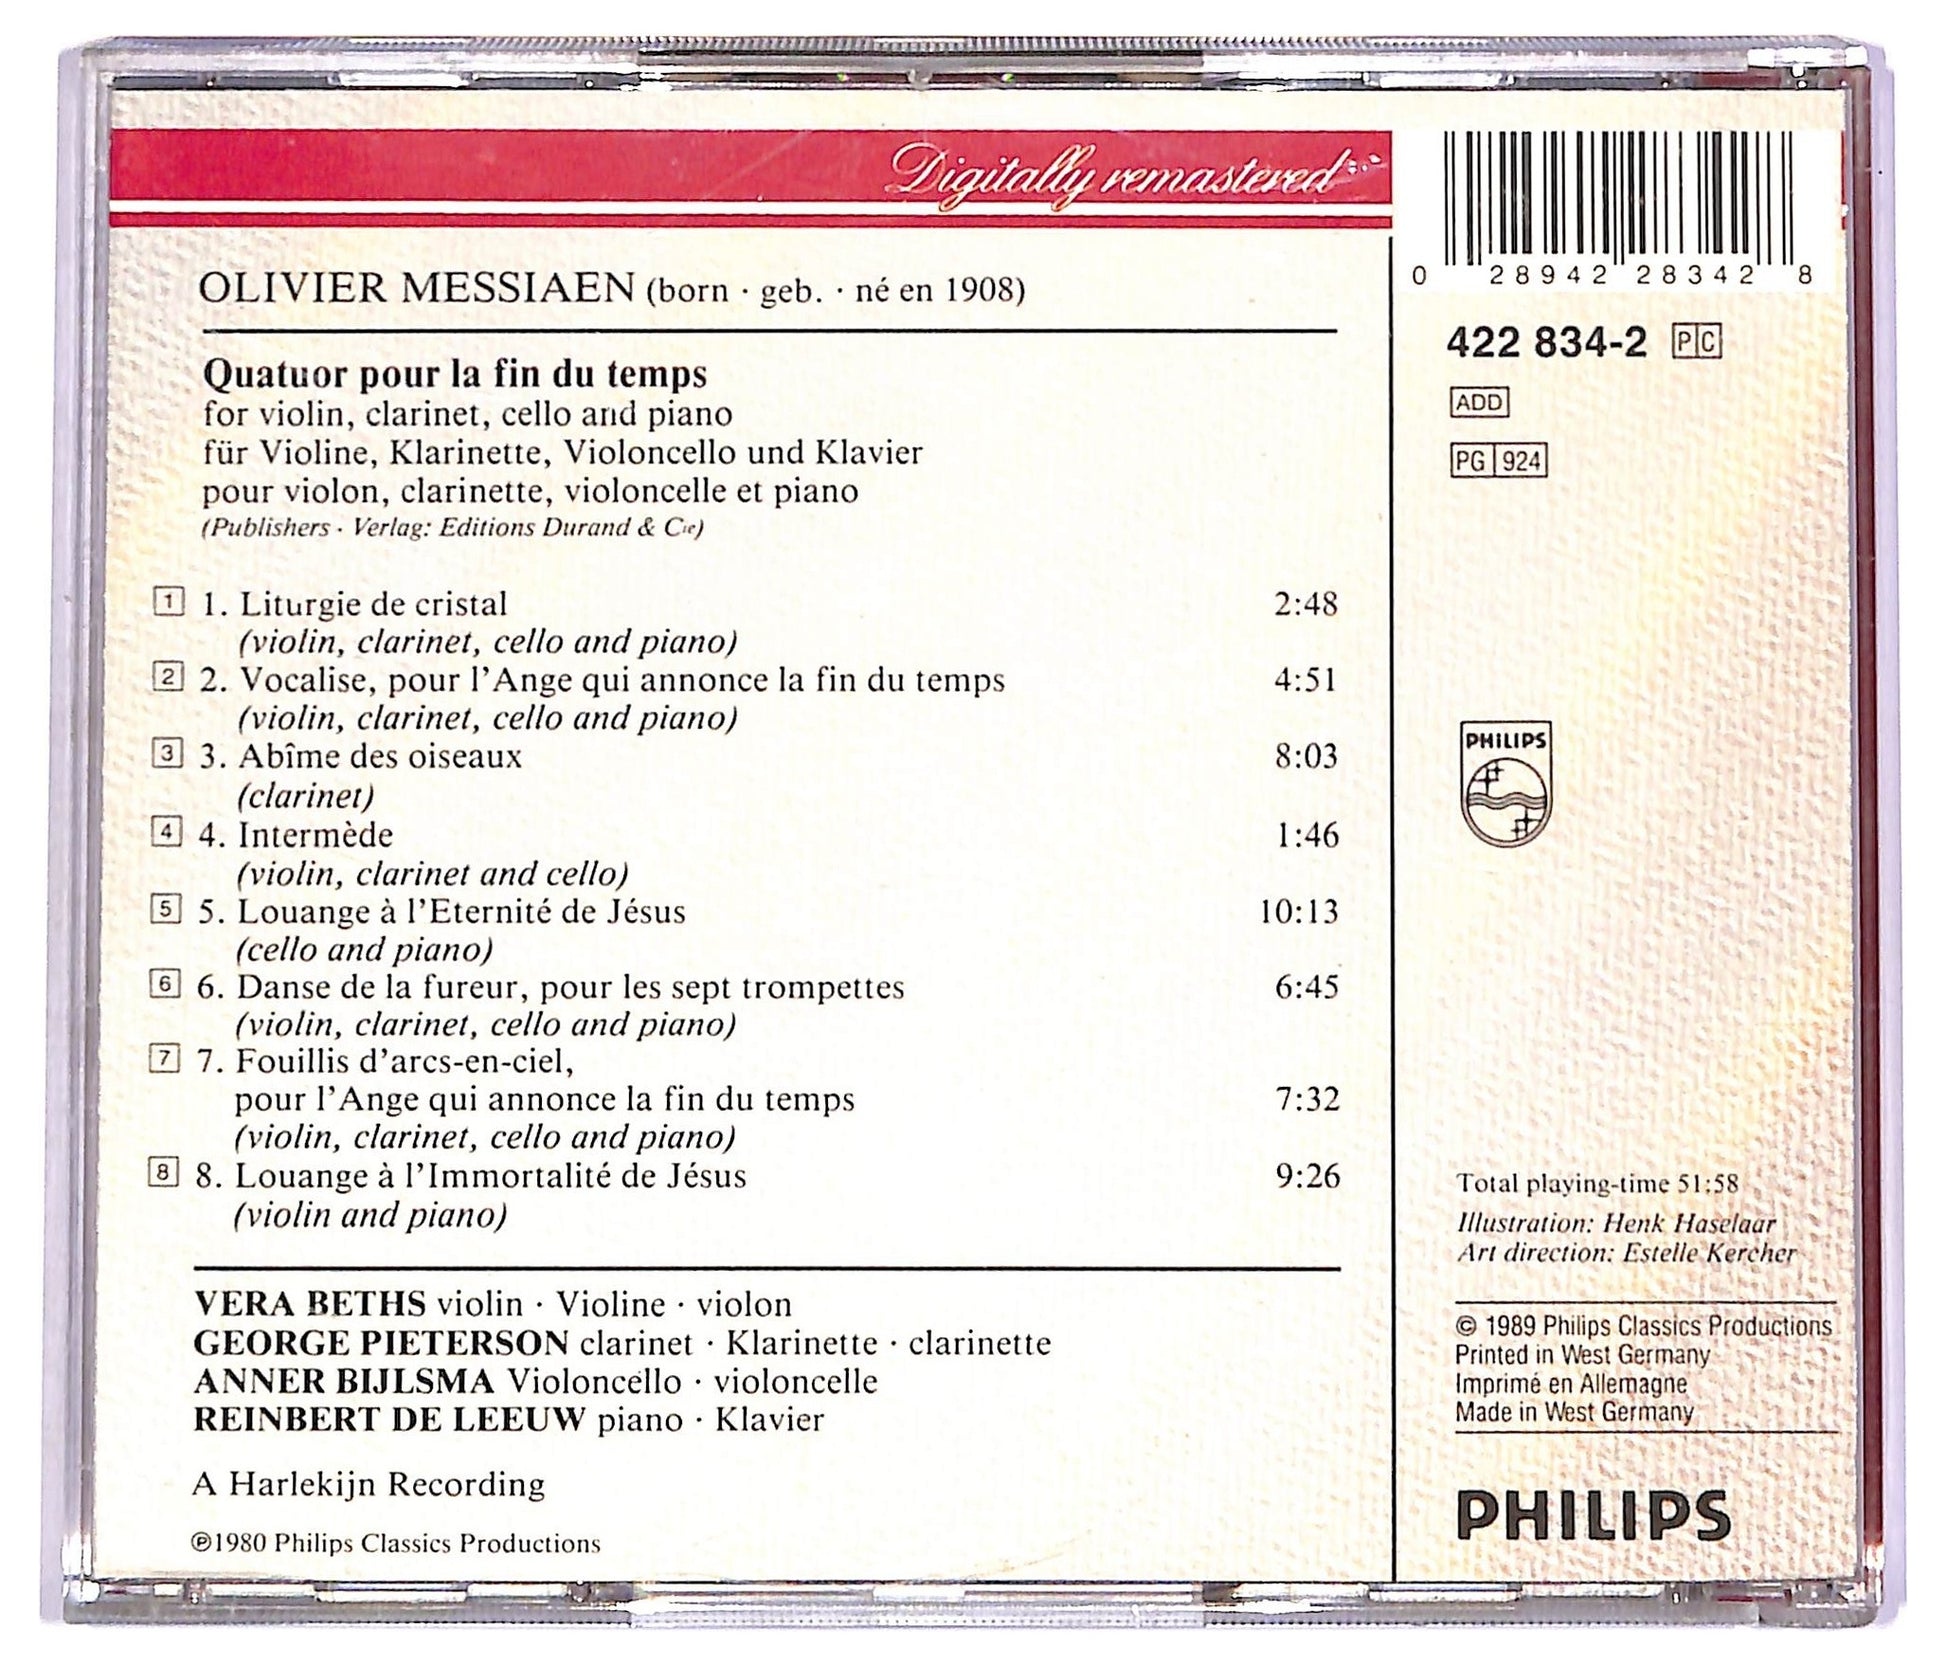 Digitally remastered
OLIVIER MESSIAEN (born · geb. · né en 1908)
Quatuor pour la fin du temps
for violin, clarinet, cello and piano
für Violine, Klarinette, Violoncello und Klavier
pour violon, clarinette, violoncelle et piano
(Publishers · Verlag: Editions Durand & Cie)
1 1. Liturgie de cristal 2:48
(violin, clarinet, cello and piano)
2 2. Vocalise, pour l'Ange qui annonce la fin du temps 4:51
(violin, clarinet, cello and piano)
3 3. Abîme des oiseaux 8:03
(clarinet)
4 4. Intermède 1:46
(violin, clarinet and cello)
5 5. Louange à l'Eternité de Jésus 10:13
(cello and piano)
6 6. Danse de la fureur, pour les sept trompettes 6:45
(violin, clarinet, cello and piano)
7 7. Fouillis d'arcs-en-ciel,
pour l'Ange qui annonce la fin du temps 7:32
(violin, clarinet, cello and piano)
8 8. Louange à l'Immortalité de Jésus 9:26
(violin and piano)
VERA BETHS violin · Violine · violon
GEORGE PIETERSON clarinet · Klarinette · clarinette
ANNER BIJLSMA Violoncello · violoncelle
REINBERT DE LEEUW piano · Klavier
A Harlekijn Recording
℗1980 Philips Classics Productions
0 28942 28342 8
422 834-2 PC
ADD
PG 924
PHILIPS
Total playing-time 51:58
Illustration: Henk Haselaar
Art direction: Estelle Kercher
© 1989 Philips Classics Productions
Printed in West Germany
Imprimé en Allemagne
Made in West Germany
PHILIPS